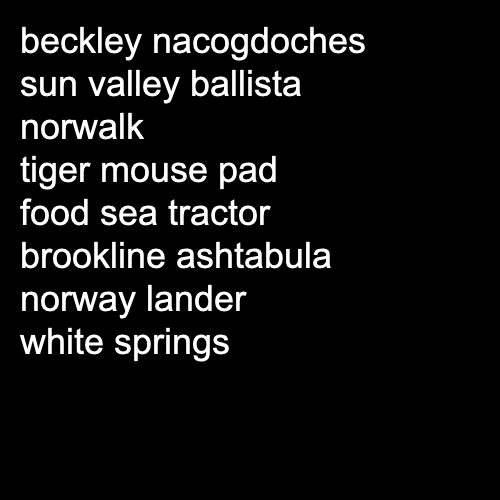 beckley nacogdoches
sun valley ballista
norwalk
tiger mouse pad
food sea tractor
brookline ashtabula
norway lander
white springs